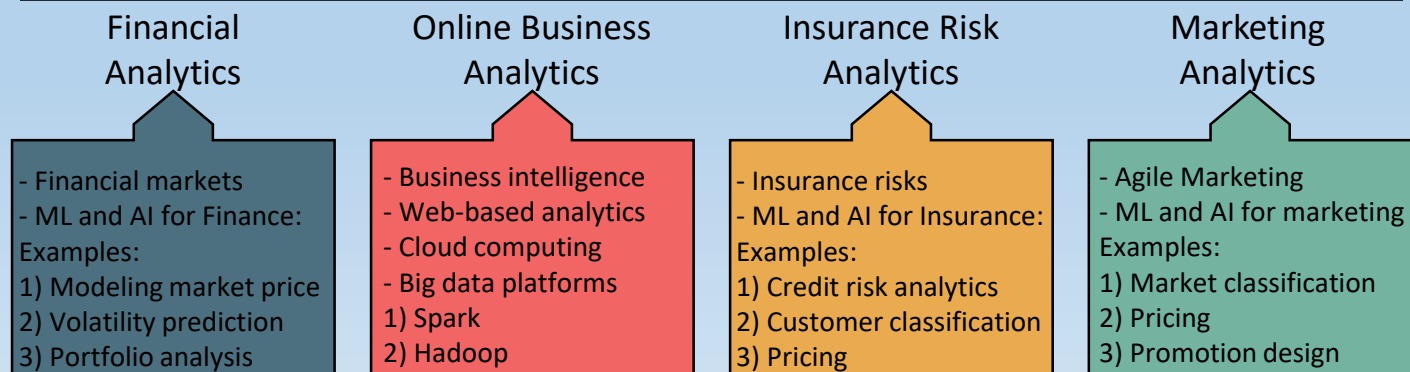 Financial
Analytics
- Financial markets
- ML and AI for Finance:
Examples:
1) Modeling market price
2) Volatility prediction
3) Portfolio analysis
Online Business
Analytics
- Business intelligence
- Web-based analytics
- Cloud computing
- Big data platforms
1) Spark
2) Hadoop
Insurance Risk
Analytics
- Insurance risks
- ML and AI for Insurance:
Examples:
1) Credit risk analytics
2) Customer classification
3) Pricing
Marketing
Analytics
- Agile Marketing
- ML and AI for marketing
Examples:
1) Market classification
2) Pricing
3) Promotion design